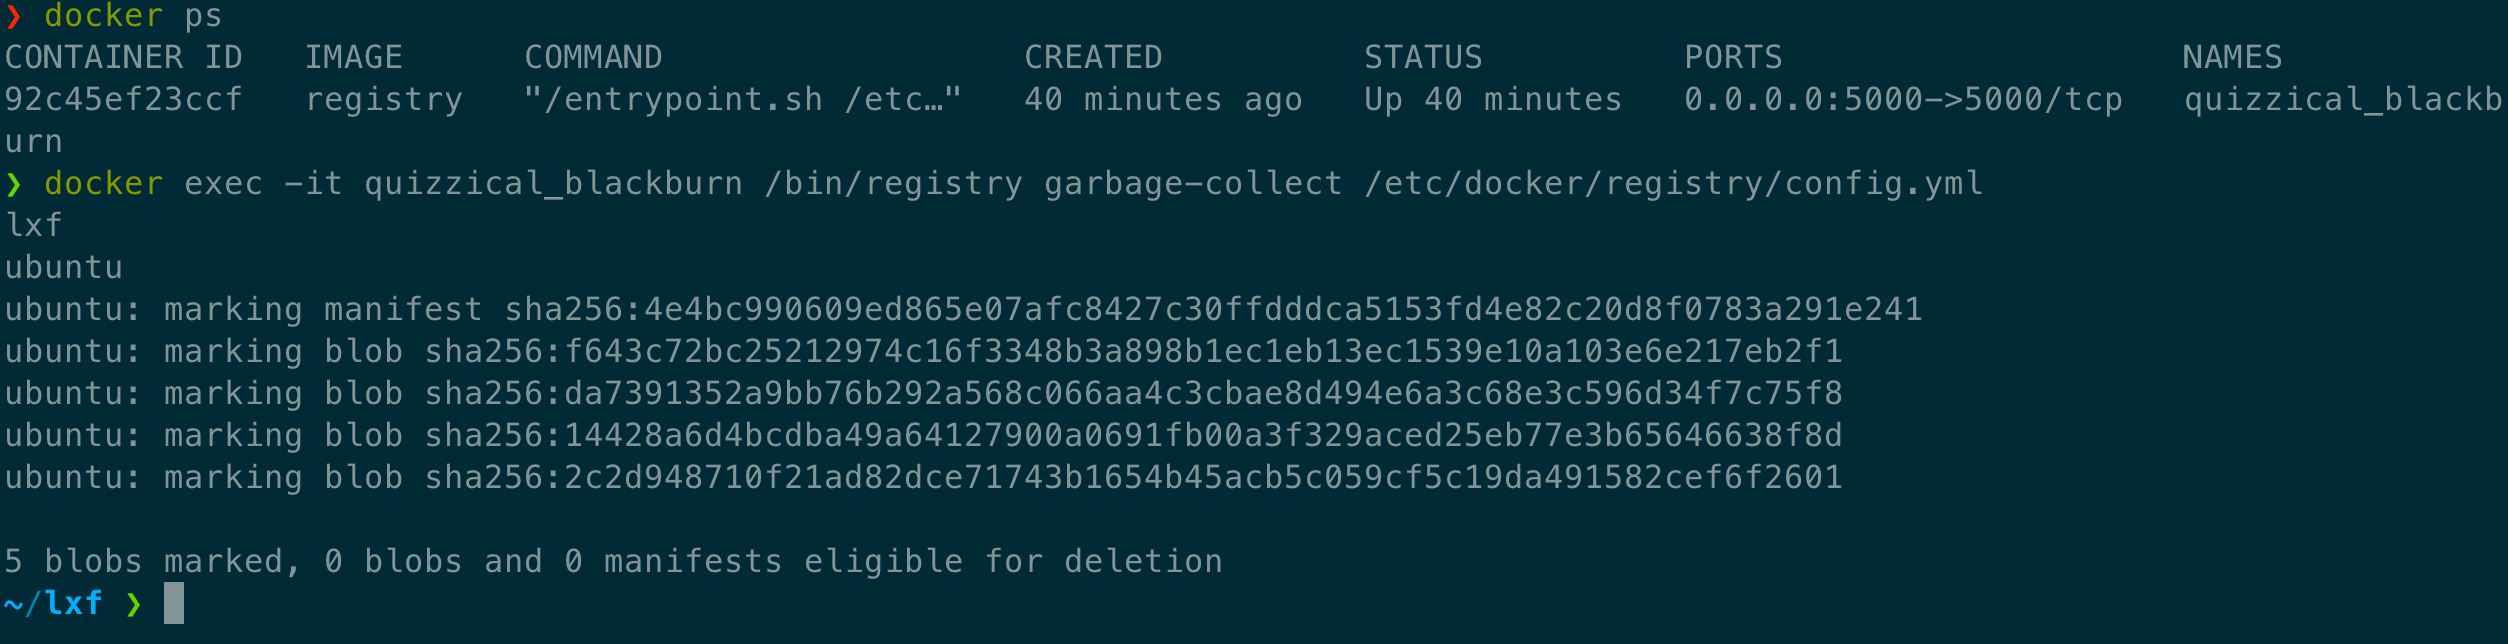 ❯ docker ps
CONTAINER ID   IMAGE      COMMAND                  CREATED          STATUS          PORTS                    NAMES
92c45ef23ccf   registry   "/entrypoint.sh /etc…"   40 minutes ago   Up 40 minutes   0.0.0.0:5000->5000/tcp   quizzical_blackb
urn
❯ docker exec -it quizzical_blackburn /bin/registry garbage-collect /etc/docker/registry/config.yml
lxf
ubuntu
ubuntu: marking manifest sha256:4e4bc990609ed865e07afc8427c30ffdddca5153fd4e82c20d8f0783a291e241
ubuntu: marking blob sha256:f643c72bc25212974c16f3348b3a898b1ec1eb13ec1539e10a103e6e217eb2f1
ubuntu: marking blob sha256:da7391352a9bb76b292a568c066aa4c3cbae8d494e6a3c68e3c596d34f7c75f8
ubuntu: marking blob sha256:14428a6d4bcdba49a64127900a0691fb00a3f329aced25eb77e3b65646638f8d
ubuntu: marking blob sha256:2c2d948710f21ad82dce71743b1654b45acb5c059cf5c19da491582cef6f2601
5 blobs marked, 0 blobs and 0 manifests eligible for deletion
~/lxf ❯